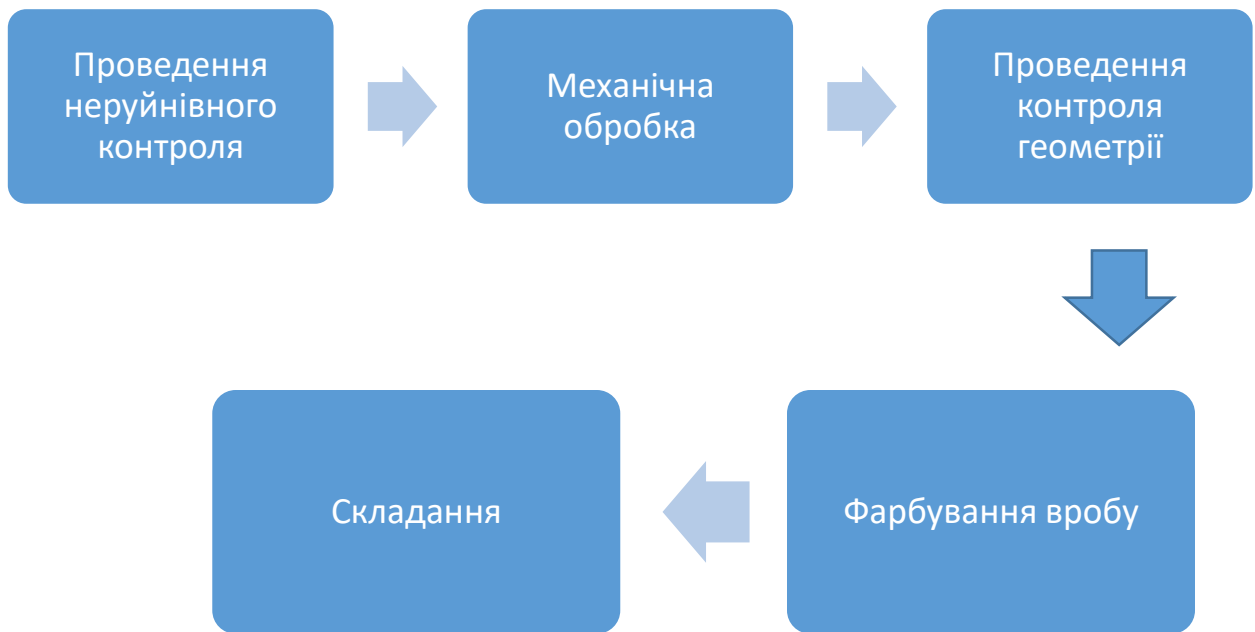 Проведення
неруйнівного
контроля
Механічна
обробка
Проведення
контроля
геометрії
Фарбування вробу
Складання